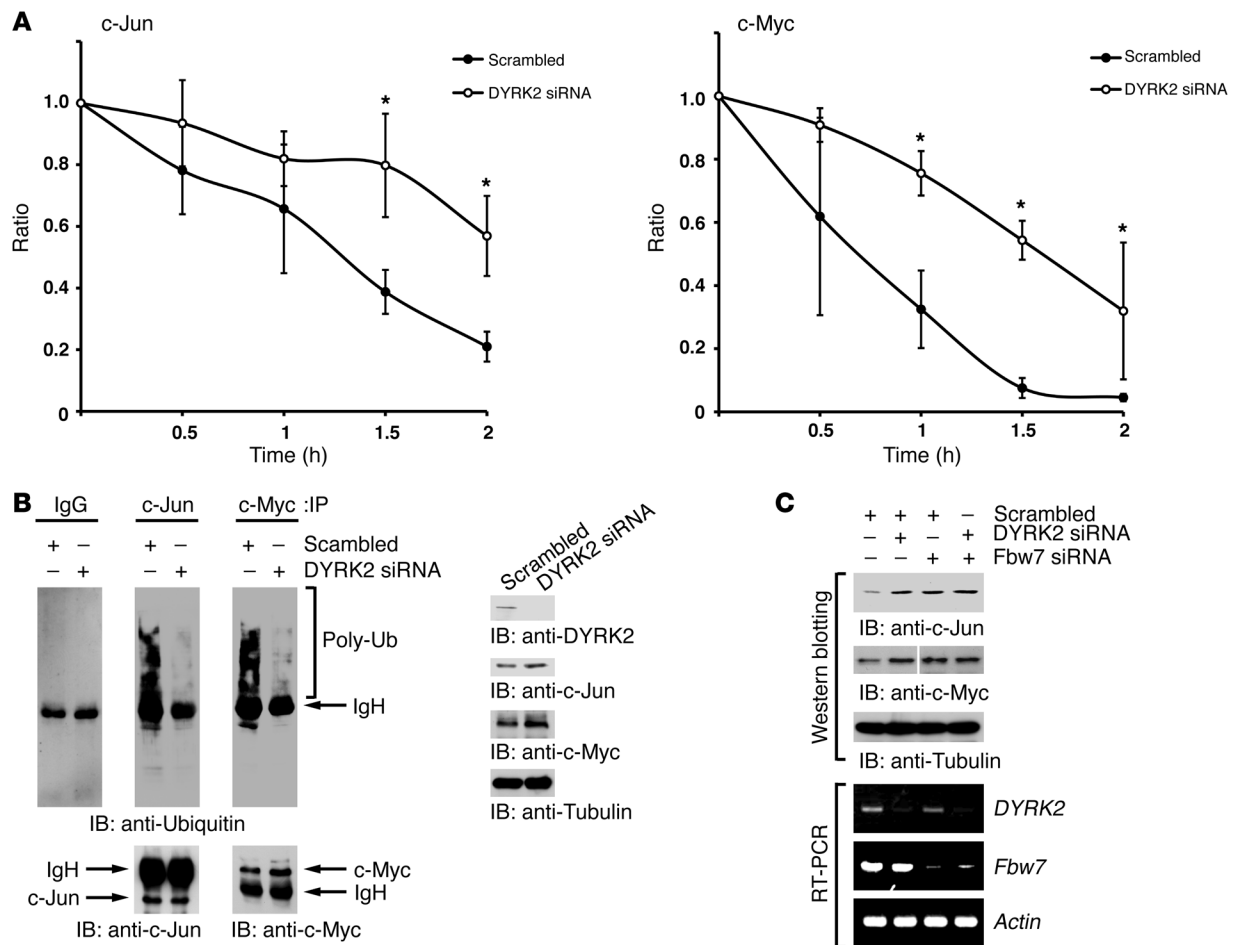 A
c-Jun
Scrambled
DYRK2 siRNA
1.0
0.8
0.6
0.4
0.2
0
Ratio
* *
0.5 1 1.5 2
Time (h)
c-Myc
Scrambled
DYRK2 siRNA
1.0
0.8
0.6
0.4
0.2
0
Ratio
* * *
0.5 1 1.5 2
Time (h)
B
IgG c-Jun c-Myc :IP
+ – + – + – Scambled
– + – + – + DYRK2 siRNA
Poly-Ub
IgH
IB: anti-Ubiquitin
IgH
c-Jun
IB: anti-c-Jun
c-Myc
IgH
IB: anti-c-Myc
Scrambled
DYRK2 siRNA
IB: anti-DYRK2
IB: anti-c-Jun
IB: anti-c-Myc
IB: anti-Tubulin
C
+ + + – Scrambled
– + – + DYRK2 siRNA
– – + + Fbw7 siRNA
Western blotting
IB: anti-c-Jun
IB: anti-c-Myc
IB: anti-Tubulin
RT-PCR
DYRK2
Fbw7
Actin